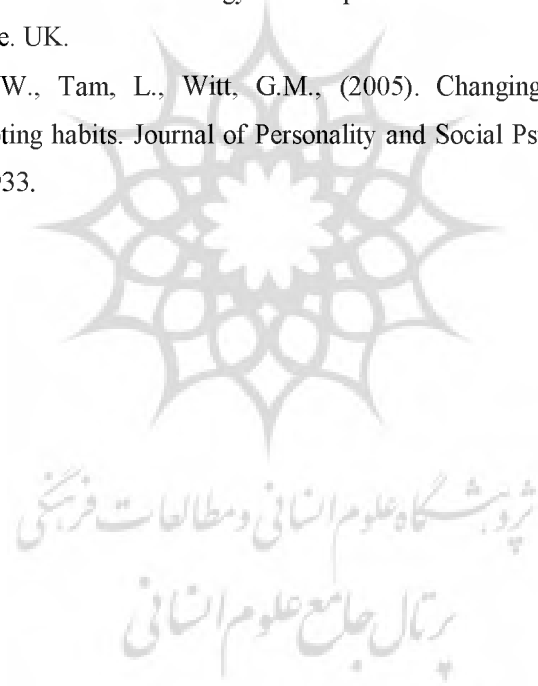 e. UK.
W., Tam, L., Witt, G.M., (2005). Changing
ting habits. Journal of Personality and Social Ps
33.
پژوهشگاه علوم انسانی و مطالعات فرهنگی
پرتال جامع علوم انسانی